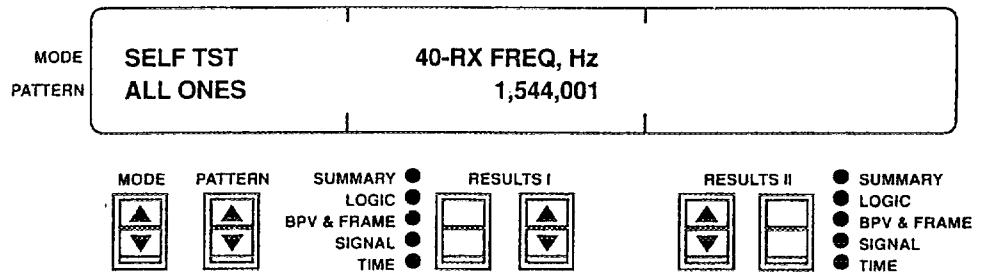 MODE SELF TST 40-RX FREQ, Hz
PATTERN ALL ONES 1,544,001
MODE PATTERN SUMMARY RESULTS I RESULTS II SUMMARY
LOGIC LOGIC
BPV & FRAME BPV & FRAME
SIGNAL SIGNAL
TIME TIME